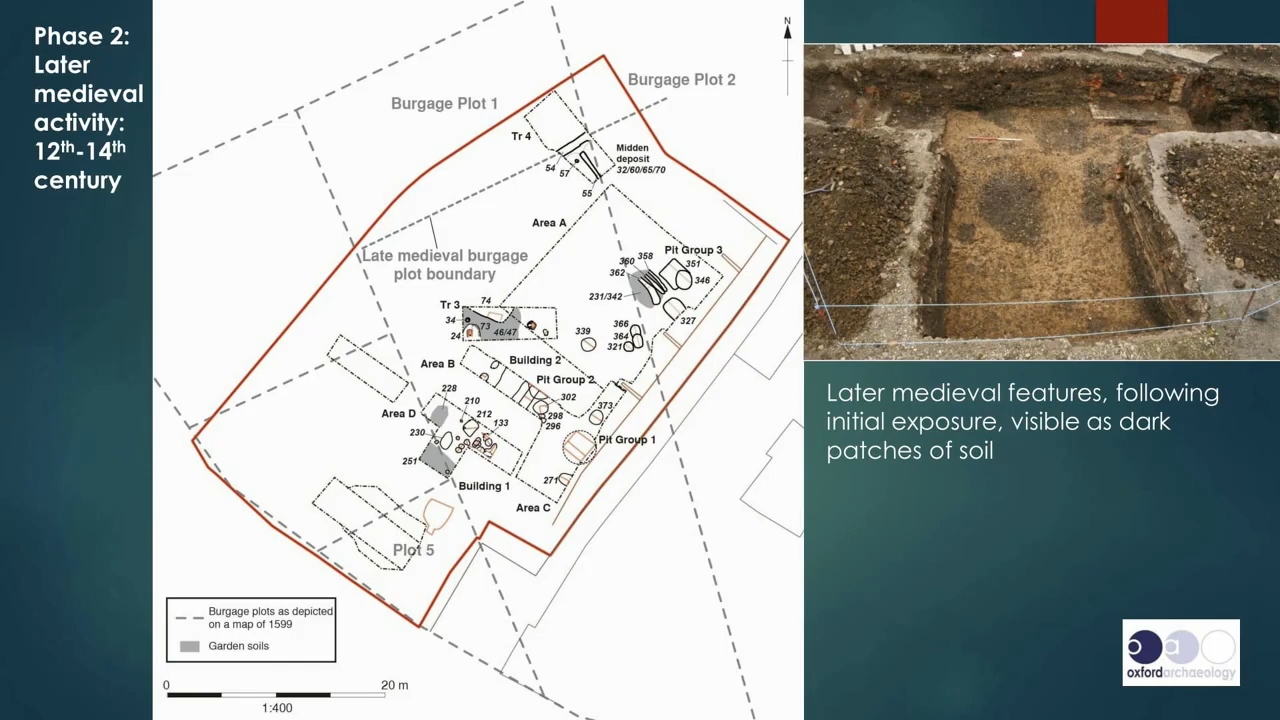 Phase 2:
Later
medieval
activity:
12th-14th
century
N
Burgage Plot 2
Burgage Plot 1
Tr 4
Midden
deposit
32/60/65/70
54
57
55
Area A
Late medieval burgage
plot boundary
Pit Group 3
360
358
351
362
346
231/342
327
Tr 3
74
34
73
46/47
24
366
339
364
321
Area B
Building 2
Pit Group 2
228
302
210
373
Area D
212
298
133
296
230
Pit Group 1
251
271
Building 1
Area C
Plot 5
Burgage plots as depicted
on a map of 1599
Garden soils
0
20 m
1:400
Later medieval features, following
initial exposure, visible as dark
patches of soil
oa
oxfordarchaeology